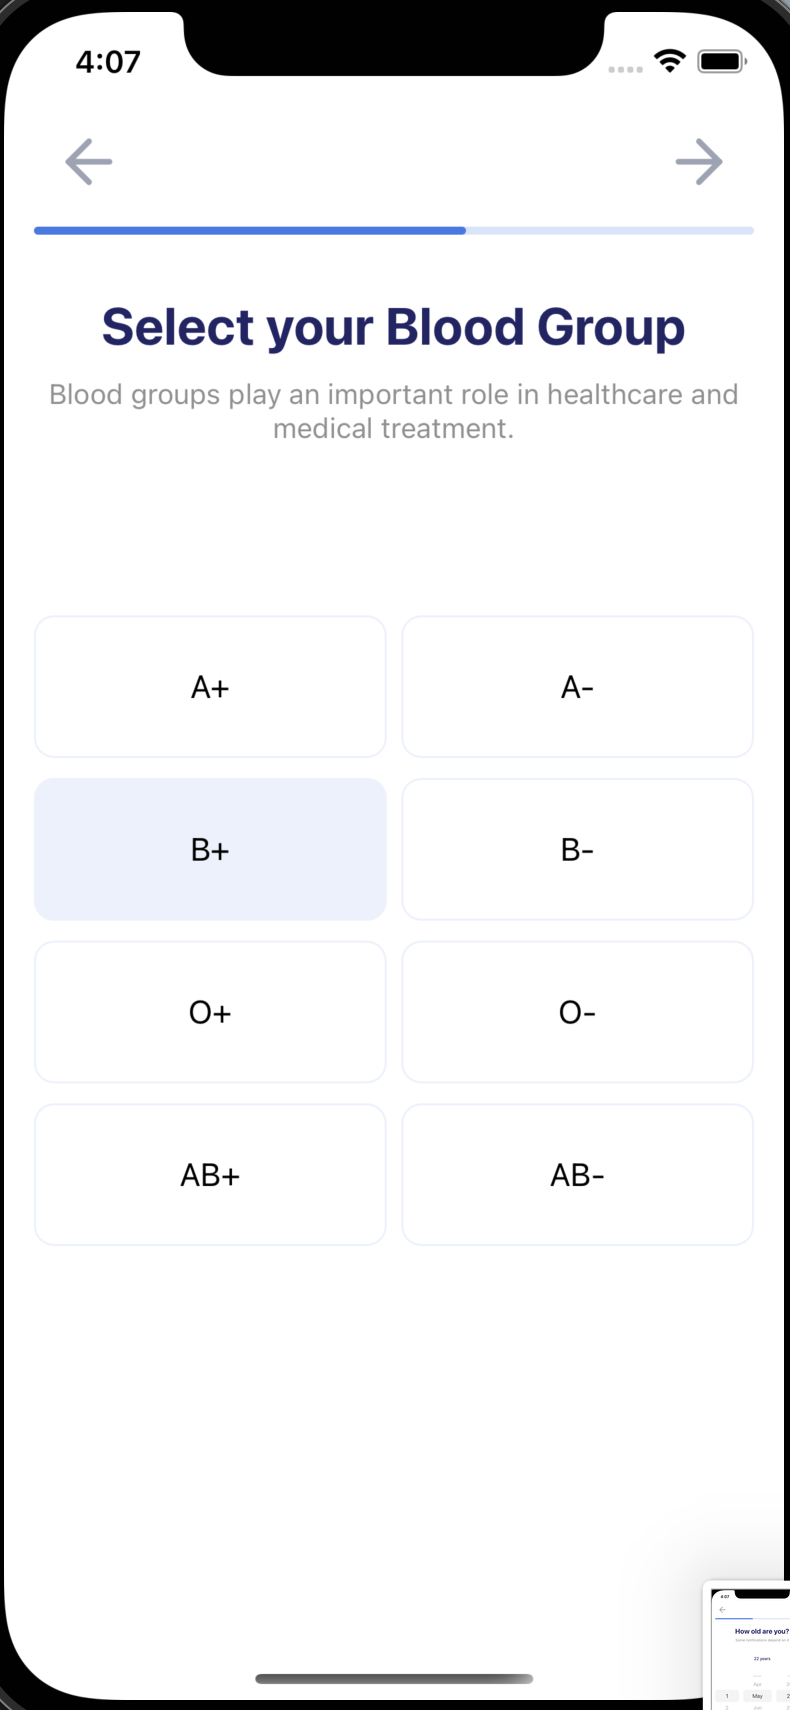 4:07
Select your Blood Group
Blood groups play an important role in healthcare and
medical treatment.
A+ A-
B+ B-
O+ O-
AB+ AB-
4:07
How old are you?
22 years
Apr
1 May
Jun